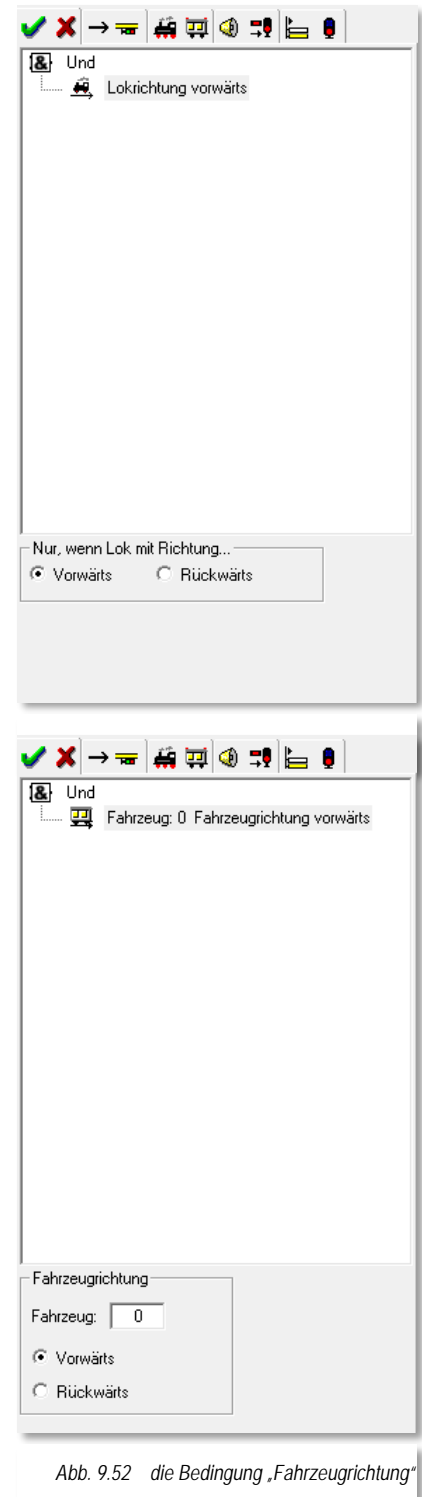 & Und
Lokrichtung vorwärts
Nur, wenn Lok mit Richtung...
Vorwärts Rückwärts
& Und
Fahrzeug: 0 Fahrzeugrichtung vorwärts
Fahrzeugrichtung
Fahrzeug: 0
Vorwärts
Rückwärts
Abb. 9.52 die Bedingung „Fahrzeugrichtung“